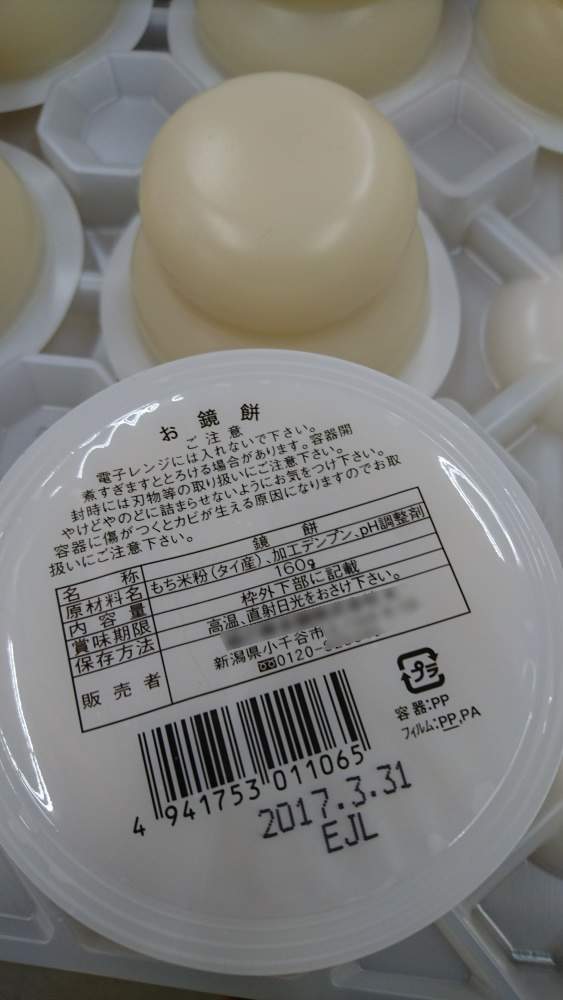 お鏡餅
ご注意
電子レンジには入れないで下さい。
煮すぎますととろける場合があります。容器開
封時には刃物等の取り扱いにご注意下さい。
やけどやのどに詰まらせないようにお気をつけ下さい。
容器に傷がつくとカビが生える原因になりますのでお取
扱いにご注意下さい。
名称 鏡餅
原材料名 もち米粉(タイ産)、加工デンプン、pH調整剤
内容量 160g
賞味期限 枠外下部に記載
保存方法 高温、直射日光をおさけ下さい。
販売者
新潟県小千谷市
0120-
プラ
容器:PP
フィルム:PP,PA
4 941753 011065
2017.3.31
EJL